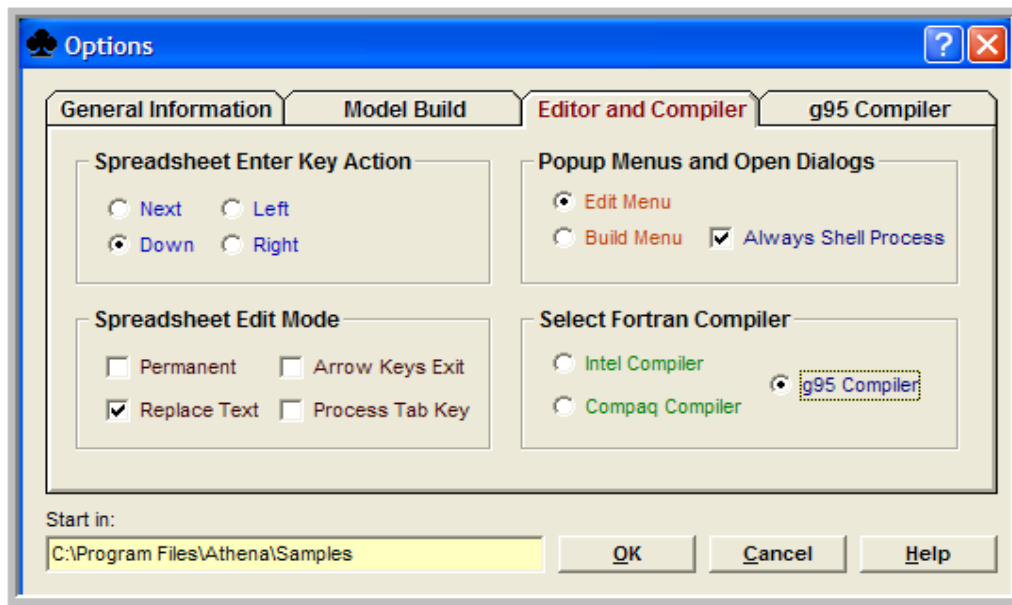 Options
General Information Model Build Editor and Compiler g95 Compiler
Spreadsheet Enter Key Action
Next Left
Down Right
Popup Menus and Open Dialogs
Edit Menu
Build Menu Always Shell Process
Spreadsheet Edit Mode
Permanent Arrow Keys Exit
Replace Text Process Tab Key
Select Fortran Compiler
Intel Compiler
g95 Compiler
Compaq Compiler
Start in:
C:\Program Files\Athena\Samples OK Cancel Help